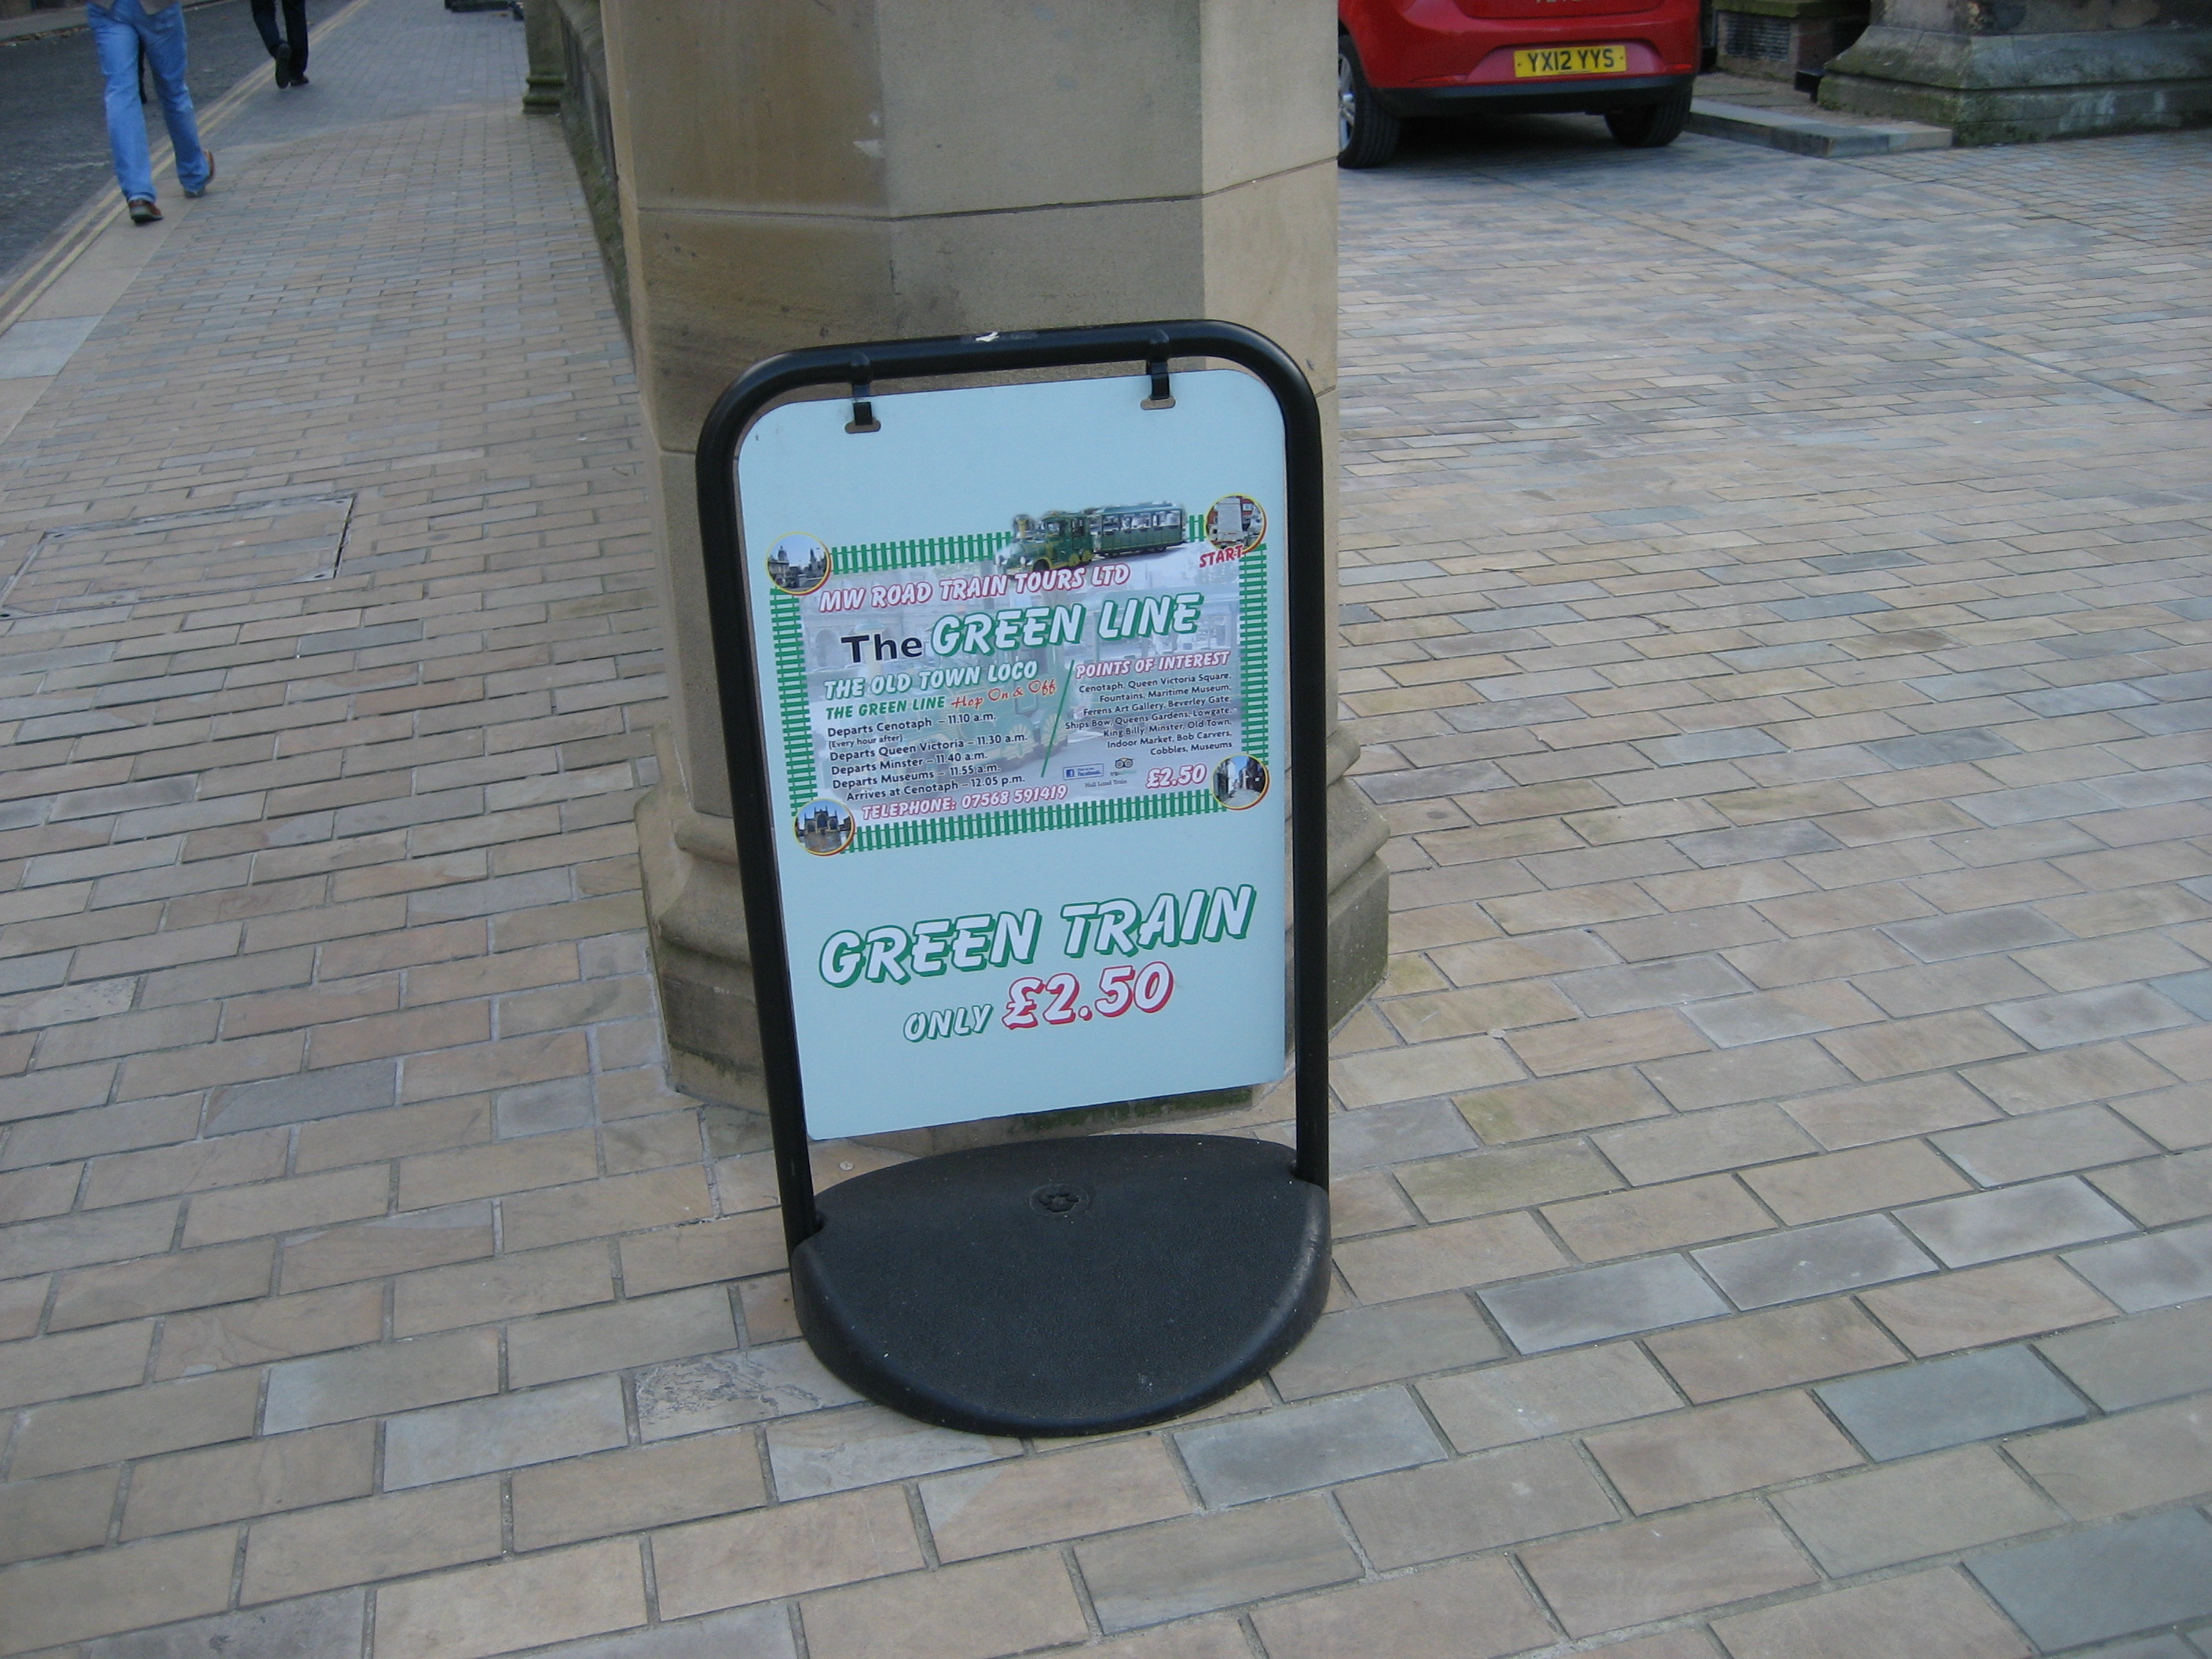 YX12 YYS
START
MW ROAD TRAIN TOURS LTD
The GREEN LINE
THE OLD TOWN LOCO
THE GREEN LINE Hop On & Off
Departs Cenotaph – 11.10 a.m.
(Every hour after)
Departs Queen Victoria – 11.30 a.m.
Departs Minster – 11.40 a.m.
Departs Museums – 11.55 a.m.
Arrives at Cenotaph – 12.05 p.m.
TELEPHONE: 07568 591419
POINTS OF INTEREST
Cenotaph, Queen Victoria Square,
Fountains, Maritime Museum,
Ferens Art Gallery, Beverley Gate,
Ships Bow, Queens Gardens, Lowgate,
King Billy, Minster, Old Town,
Indoor Market, Bob Carvers,
Cobbles, Museums
facebook
Hull Land Train
£2.50
GREEN TRAIN
ONLY £2.50